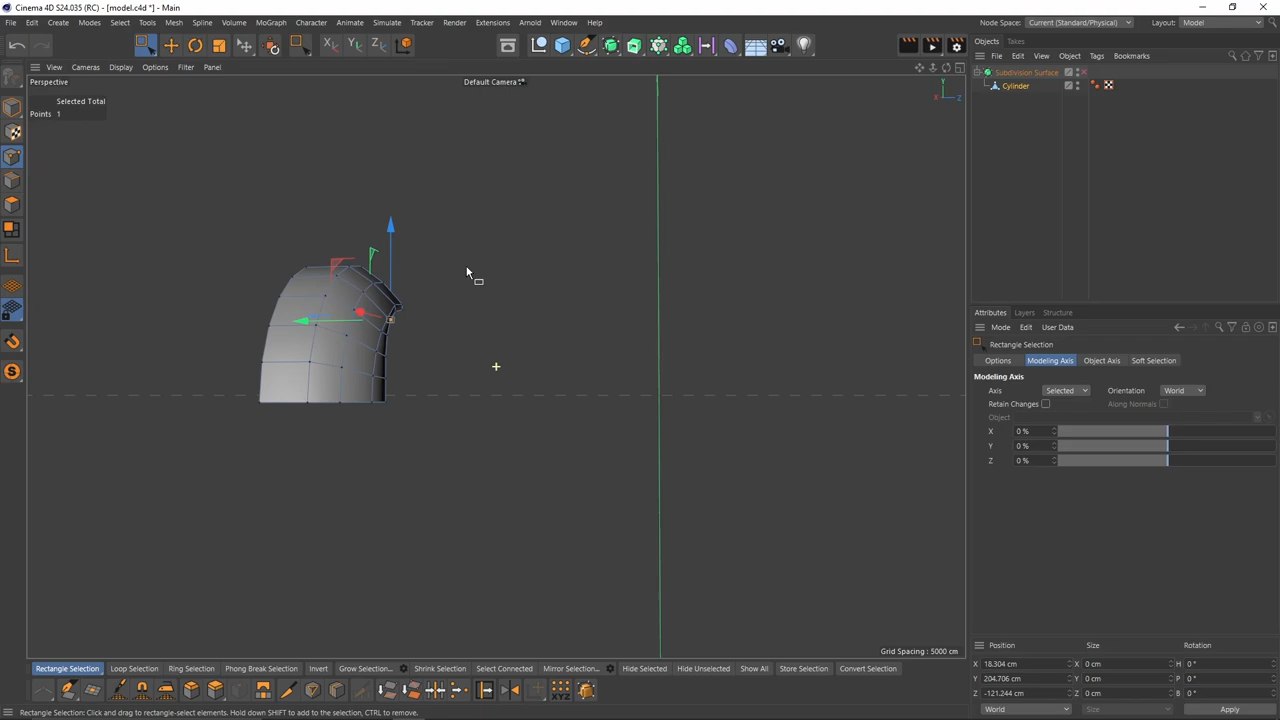 Cinema 4D S24.035 (RC) - [model.c4d *] - Main
File Edit Create Modes Select Tools Mesh Spline Volume MoGraph Character Animate Simulate Tracker Render Extensions Arnold Window Help
Node Space: Current (Standard/Physical) Layout: Model
X Y Z
Objects Takes
File Edit View Object Tags Bookmarks
View Cameras Display Options Filter Panel
Perspective
Default Camera
Selected Total
Points 1
Y
X Z
Subdivision Surface
Cylinder
Attributes Layers Structure
Mode Edit User Data
Rectangle Selection
Options Modeling Axis Object Axis Soft Selection
Modeling Axis
Axis Selected Orientation World
Retain Changes Along Normals
Object
X 0 %
Y 0 %
Z 0 %
S
Grid Spacing : 5000 cm
Position Size Rotation
X 18.304 cm X 0 cm H 0 °
Y 204.706 cm Y 0 cm P 0 °
Z -121.244 cm Z 0 cm B 0 °
World Size Apply
Rectangle Selection Loop Selection Ring Selection Phong Break Selection Invert Grow Selection... Shrink Selection Select Connected Mirror Selection... Hide Selected Hide Unselected Show All Store Selection Convert Selection
XYZ
Rectangle Selection: Click and drag to rectangle-select elements. Hold down SHIFT to add to the selection, CTRL to remove.